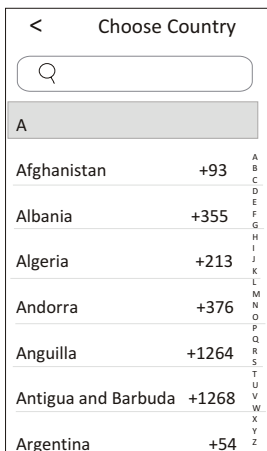 < Choose Country
A
Afghanistan +93
Albania +355
Algeria +213
Andorra +376
Anguilla +1264
Antigua and Barbuda +1268
Argentina +54
A
B
C
D
E
F
G
H
I
J
K
L
M
N
O
P
Q
R
S
T
U
V
W
X
Y
Z